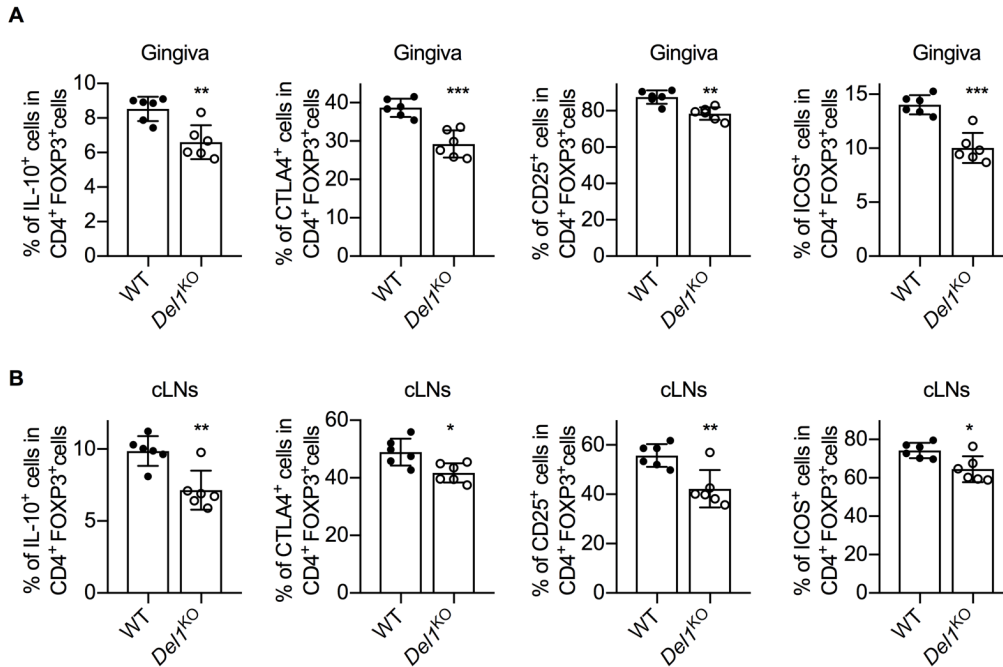 A
Gingiva
% of IL-10⁺ cells in
CD4⁺ FOXP3⁺cells
10
8
6
4
2
0
**
WT
Del1ᴷᴼ
Gingiva
% of CTLA4⁺ cells in
CD4⁺ FOXP3⁺cells
40
30
20
10
0
***
WT
Del1ᴷᴼ
Gingiva
% of CD25⁺ cells in
CD4⁺ FOXP3⁺cells
80
60
40
20
0
**
WT
Del1ᴷᴼ
Gingiva
% of ICOS⁺ cells in
CD4⁺ FOXP3⁺cells
15
10
5
0
***
WT
Del1ᴷᴼ
B
cLNs
% of IL-10⁺ cells in
CD4⁺ FOXP3⁺cells
10
5
0
**
WT
Del1ᴷᴼ
cLNs
% of CTLA4⁺ cells in
CD4⁺ FOXP3⁺cells
60
40
20
0
*
WT
Del1ᴷᴼ
cLNs
% of CD25⁺ cells in
CD4⁺ FOXP3⁺cells
60
40
20
0
**
WT
Del1ᴷᴼ
cLNs
% of ICOS⁺ cells in
CD4⁺ FOXP3⁺cells
80
60
40
20
0
*
WT
Del1ᴷᴼ